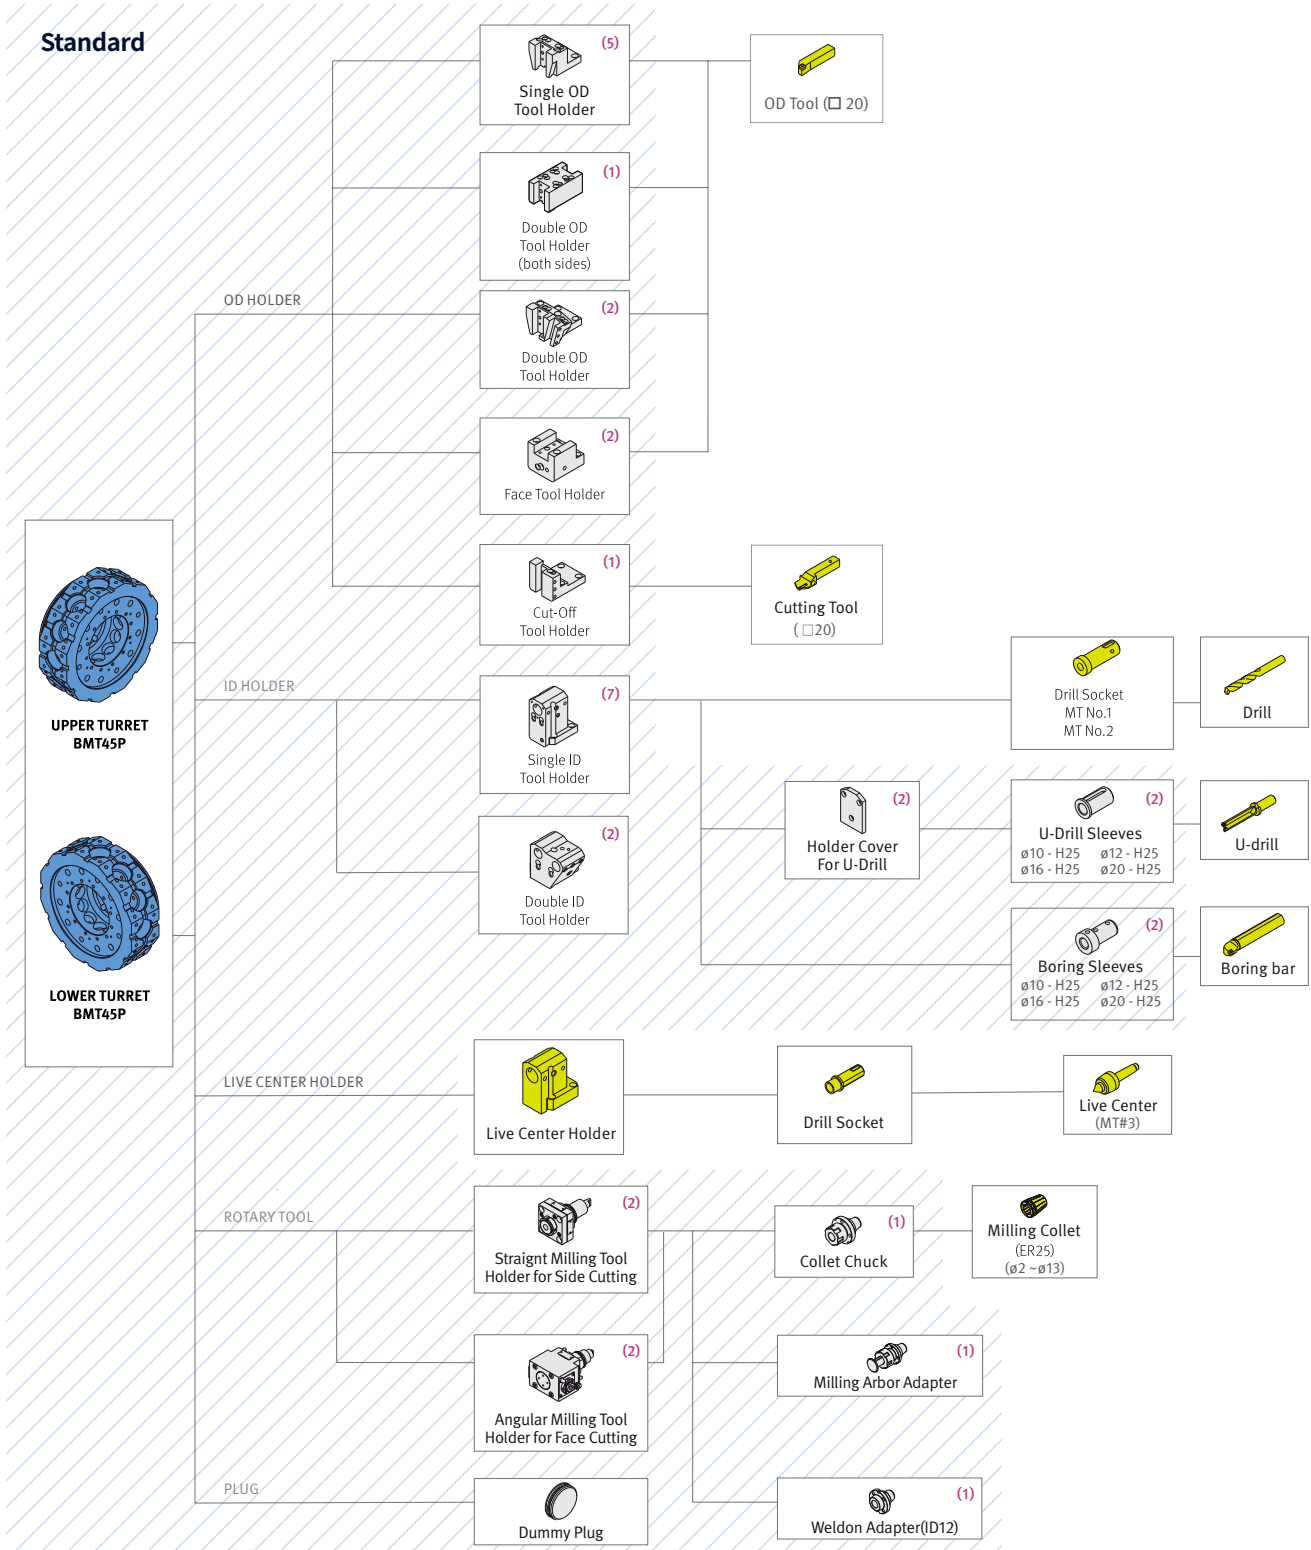 Standard
(5)
Single OD
Tool Holder
OD Tool (□ 20)
(1)
Double OD
Tool Holder
(both sides)
OD HOLDER
(2)
Double OD
Tool Holder
(2)
Face Tool Holder
(1)
Cut-Off
Tool Holder
Cutting Tool
( □20)
UPPER TURRET
BMT45P
LOWER TURRET
BMT45P
ID HOLDER
(7)
Single ID
Tool Holder
Drill Socket
MT No.1
MT No.2
Drill
(2)
Holder Cover
For U-Drill
(2)
U-Drill Sleeves
ø10 - H25 ø12 - H25
ø16 - H25 ø20 - H25
U-drill
(2)
Double ID
Tool Holder
(2)
Boring Sleeves
ø10 - H25 ø12 - H25
ø16 - H25 ø20 - H25
Boring bar
LIVE CENTER HOLDER
Live Center Holder
Drill Socket
Live Center
(MT#3)
ROTARY TOOL
(2)
Straignt Milling Tool
Holder for Side Cutting
(1)
Collet Chuck
Milling Collet
(ER25)
(ø2 ~ø13)
(2)
Angular Milling Tool
Holder for Face Cutting
(1)
Milling Arbor Adapter
PLUG
Dummy Plug
(1)
Weldon Adapter(ID12)